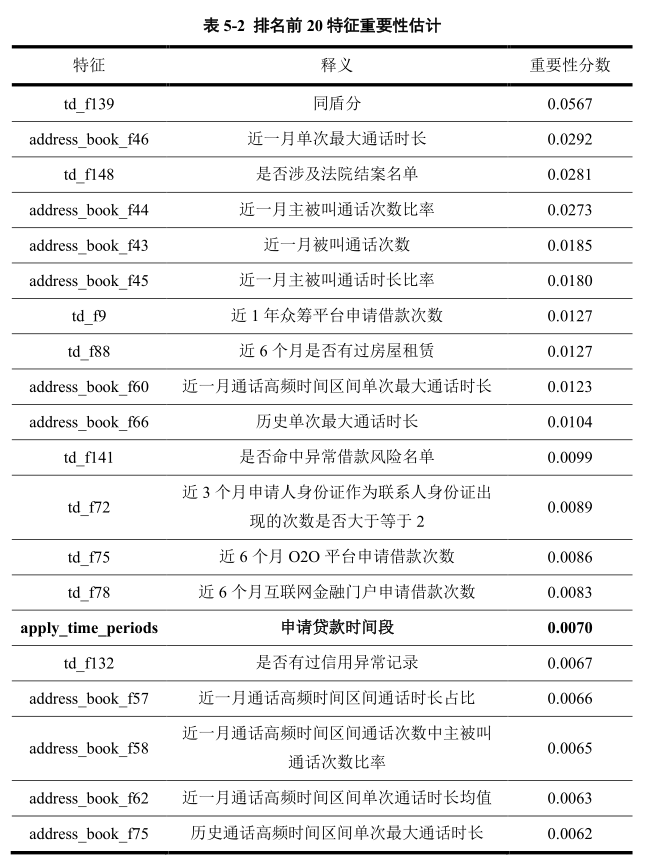 表 5-2 排名前 20 特征重要性估计
特征 释义 重要性分数
td_f139 同盾分 0.0567
address_book_f46 近一月单次最大通话时长 0.0292
td_f148 是否涉及法院结案名单 0.0281
address_book_f44 近一月主被叫通话次数比率 0.0273
address_book_f43 近一月被叫通话次数 0.0185
address_book_f45 近一月主被叫通话时长比率 0.0180
td_f9 近 1 年众筹平台申请借款次数 0.0127
td_f88 近 6 个月是否有过房屋租赁 0.0127
address_book_f60 近一月通话高频时间区间单次最大通话时长 0.0123
address_book_f66 历史单次最大通话时长 0.0104
td_f141 是否命中异常借款风险名单 0.0099
近 3 个月申请人身份证作为联系人身份证出
td_f72 0.0089
现的次数是否大于等于 2
td_f75 近 6 个月 O2O 平台申请借款次数 0.0086
td_f78 近 6 个月互联网金融门户申请借款次数 0.0083
apply_time_periods 申请贷款时间段 0.0070
td_f132 是否有过信用异常记录 0.0067
address_book_f57 近一月通话高频时间区间通话时长占比 0.0066
近一月通话高频时间区间通话次数中主被叫
address_book_f58 0.0065
通话次数比率
address_book_f62 近一月通话高频时间区间单次通话时长均值 0.0063
address_book_f75 历史通话高频时间区间单次最大通话时长 0.0062